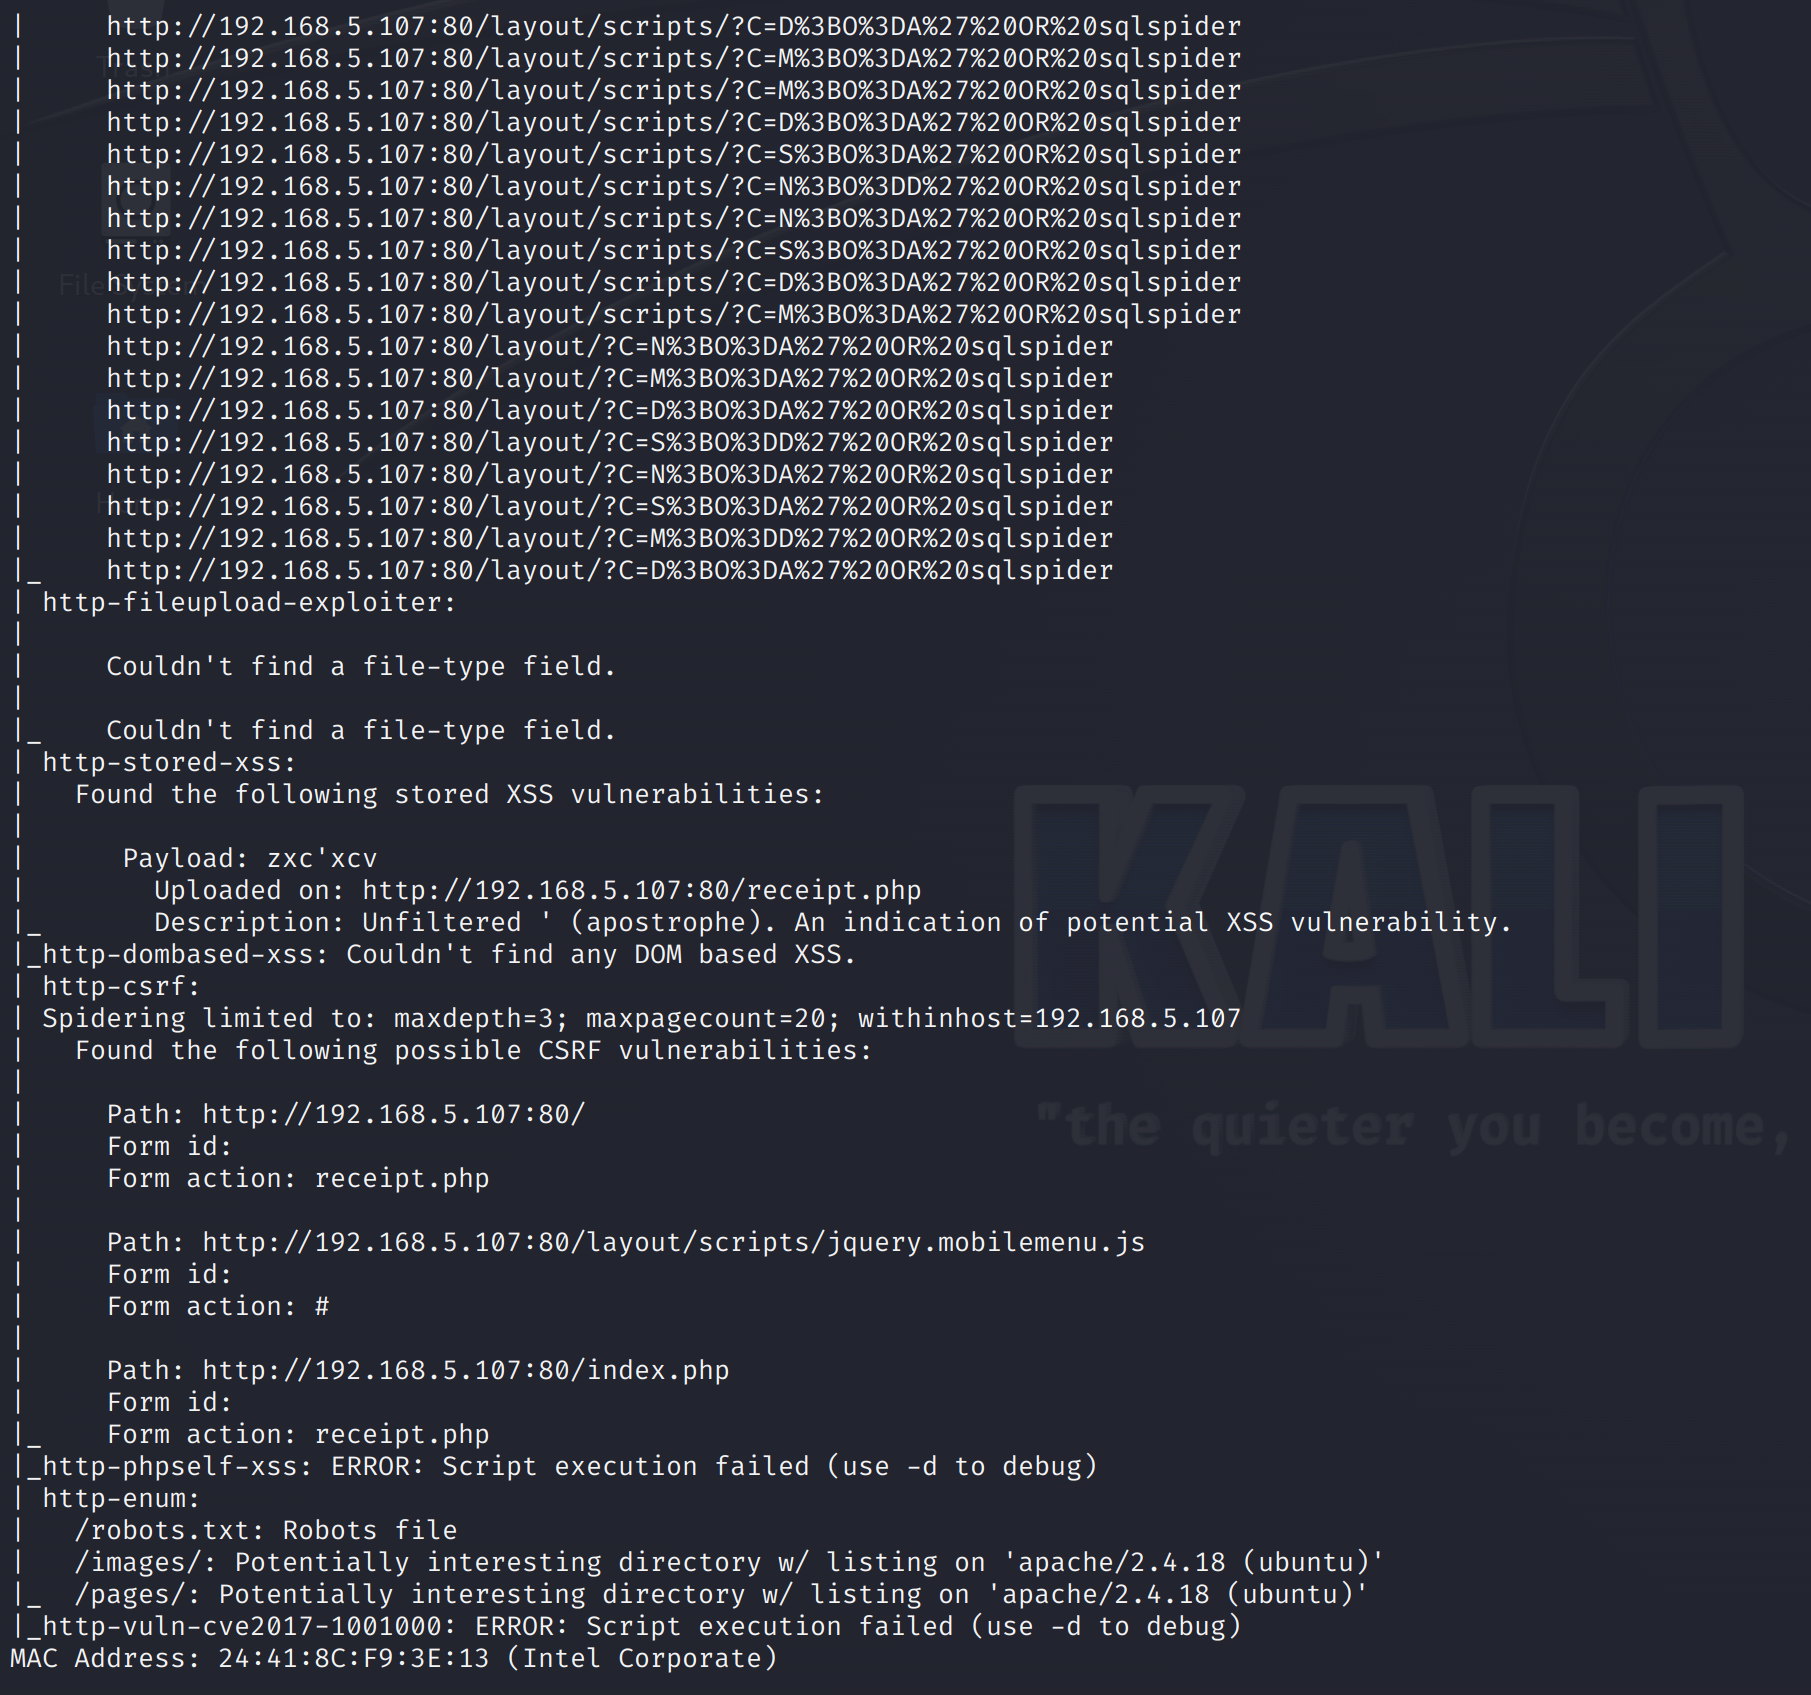 |     http://192.168.5.107:80/layout/scripts/?C=D%3BO%3DA%27%20OR%20sqlspider
|     http://192.168.5.107:80/layout/scripts/?C=M%3BO%3DA%27%20OR%20sqlspider
|     http://192.168.5.107:80/layout/scripts/?C=M%3BO%3DA%27%20OR%20sqlspider
|     http://192.168.5.107:80/layout/scripts/?C=D%3BO%3DA%27%20OR%20sqlspider
|     http://192.168.5.107:80/layout/scripts/?C=S%3BO%3DA%27%20OR%20sqlspider
|     http://192.168.5.107:80/layout/scripts/?C=N%3BO%3DD%27%20OR%20sqlspider
|     http://192.168.5.107:80/layout/scripts/?C=N%3BO%3DA%27%20OR%20sqlspider
|     http://192.168.5.107:80/layout/scripts/?C=S%3BO%3DA%27%20OR%20sqlspider
|     http://192.168.5.107:80/layout/scripts/?C=D%3BO%3DA%27%20OR%20sqlspider
|     http://192.168.5.107:80/layout/scripts/?C=M%3BO%3DA%27%20OR%20sqlspider
|     http://192.168.5.107:80/layout/?C=N%3BO%3DA%27%20OR%20sqlspider
|     http://192.168.5.107:80/layout/?C=M%3BO%3DA%27%20OR%20sqlspider
|     http://192.168.5.107:80/layout/?C=D%3BO%3DA%27%20OR%20sqlspider
|     http://192.168.5.107:80/layout/?C=S%3BO%3DD%27%20OR%20sqlspider
|     http://192.168.5.107:80/layout/?C=N%3BO%3DA%27%20OR%20sqlspider
|     http://192.168.5.107:80/layout/?C=S%3BO%3DA%27%20OR%20sqlspider
|     http://192.168.5.107:80/layout/?C=M%3BO%3DD%27%20OR%20sqlspider
|_    http://192.168.5.107:80/layout/?C=D%3BO%3DA%27%20OR%20sqlspider
| http-fileupload-exploiter:
|
|     Couldn't find a file-type field.
|
|_    Couldn't find a file-type field.
| http-stored-xss:
|   Found the following stored XSS vulnerabilities:
|
|      Payload: zxc'xcv
|        Uploaded on: http://192.168.5.107:80/receipt.php
|_       Description: Unfiltered ' (apostrophe). An indication of potential XSS vulnerability.
|_http-dombased-xss: Couldn't find any DOM based XSS.
| http-csrf:
| Spidering limited to: maxdepth=3; maxpagecount=20; withinhost=192.168.5.107
|   Found the following possible CSRF vulnerabilities:
|
|     Path: http://192.168.5.107:80/
|     Form id:
|     Form action: receipt.php
|
|     Path: http://192.168.5.107:80/layout/scripts/jquery.mobilemenu.js
|     Form id:
|     Form action: #
|
|     Path: http://192.168.5.107:80/index.php
|     Form id:
|_    Form action: receipt.php
|_http-phpself-xss: ERROR: Script execution failed (use -d to debug)
| http-enum:
|   /robots.txt: Robots file
|   /images/: Potentially interesting directory w/ listing on 'apache/2.4.18 (ubuntu)'
|_  /pages/: Potentially interesting directory w/ listing on 'apache/2.4.18 (ubuntu)'
|_http-vuln-cve2017-1001000: ERROR: Script execution failed (use -d to debug)
MAC Address: 24:41:8C:F9:3E:13 (Intel Corporate)
KALI
"the quieter you become,